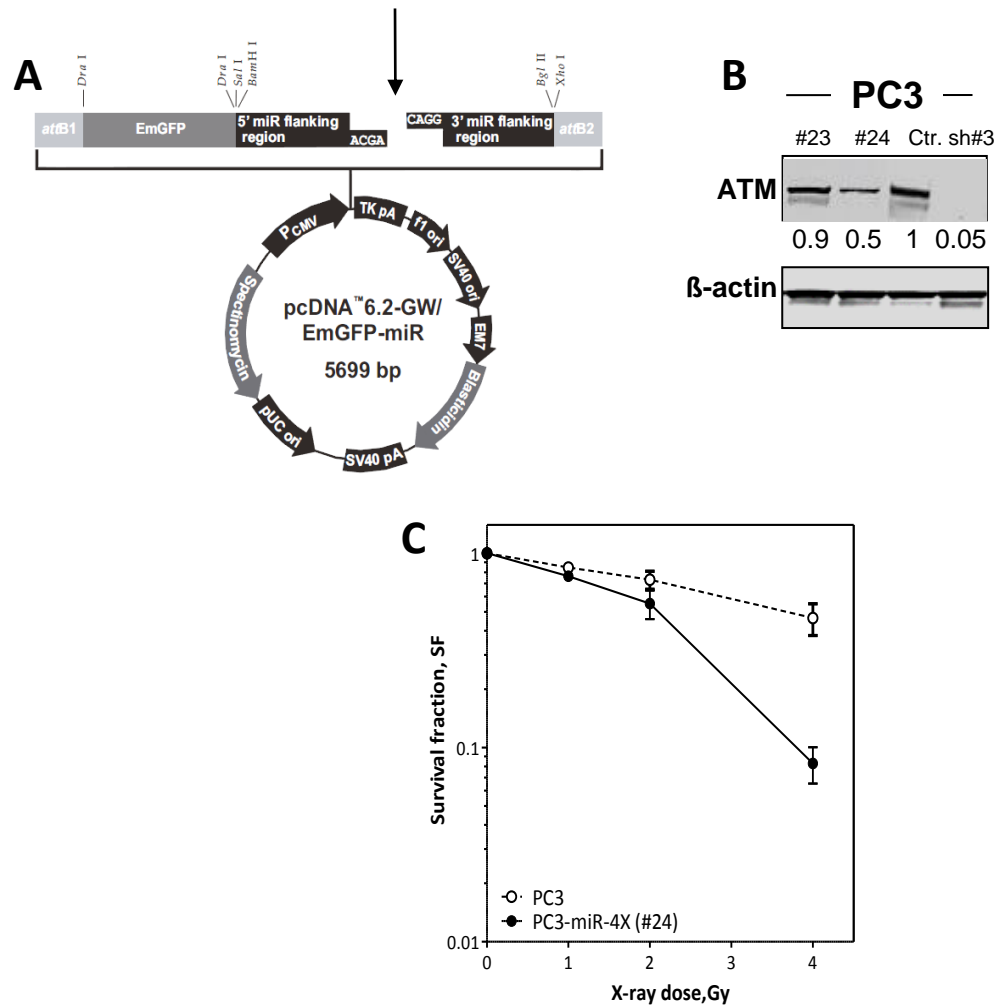 A
Dra I
Dra I
Sal I
BamH I
Bgl II
Xho I
attB1
EmGFP
5' miR flanking
region
ACGA
CAGG
3' miR flanking
region
attB2
PCMV
TK pA
f1 ori
SV40 ori
EM7
Blasticidin
SV40 pA
pUC ori
Spectinomycin
pcDNA™6.2-GW/
EmGFP-miR
5699 bp
B
PC3
#23 #24 Ctr. sh#3
ATM
0.9 0.5 1 0.05
ß-actin
C
Survival fraction, SF
1
0.1
0.01
PC3
PC3-miR-4X (#24)
0 1 2 3 4
X-ray dose,Gy